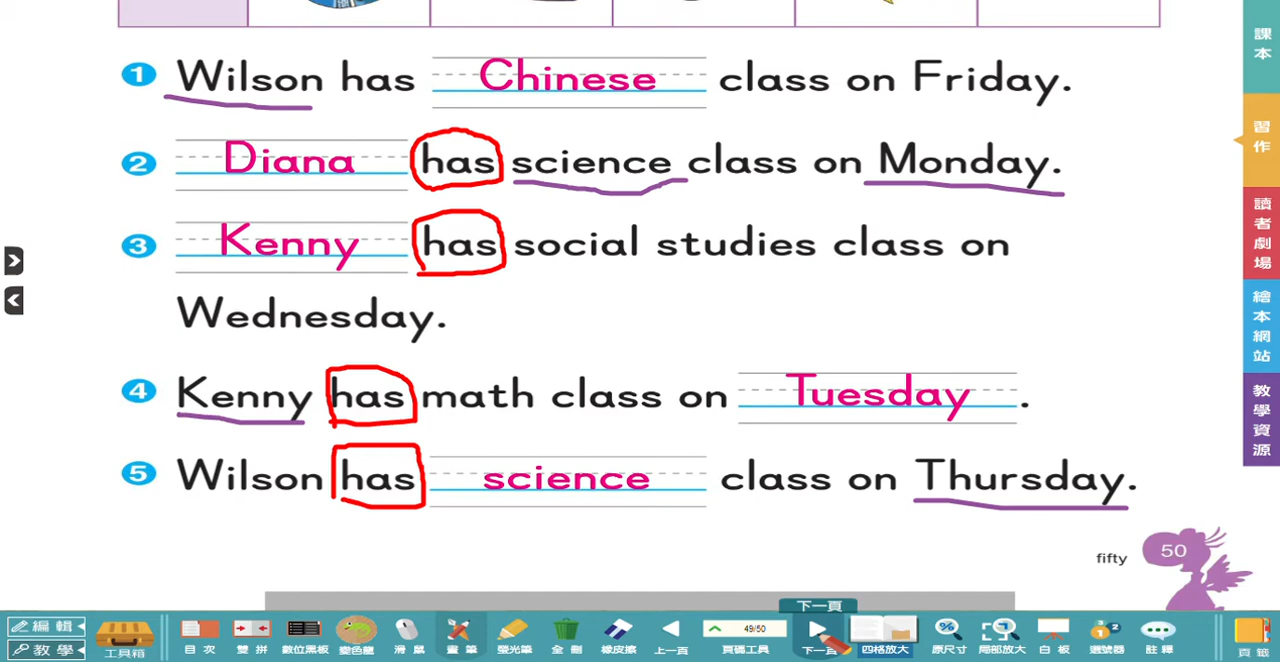 1 Wilson has Chinese class on Friday.
2 Diana has science class on Monday.
3 Kenny has social studies class on
Wednesday.
4 Kenny has math class on Tuesday.
5 Wilson has science class on Thursday.
fifty 50
課本
習作
讀者劇場
繪本網站
教學資源
下一頁
編輯
教學
工具箱 目次 雙拼 數位黑板 變色龍 滑鼠 畫筆 螢光筆 全刪 橡皮擦 上一頁 49/50 頁碼工具 下一頁 四格放大 原尺寸 局部放大 白板 選號器 註釋 頁籤